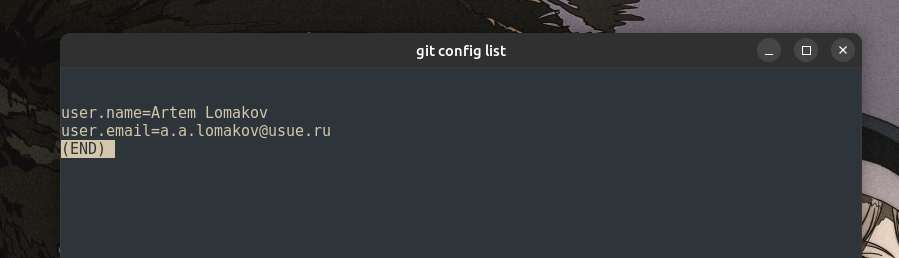 git config list
user.name=Artem Lomakov
user.email=a.a.lomakov@usue.ru
(END)